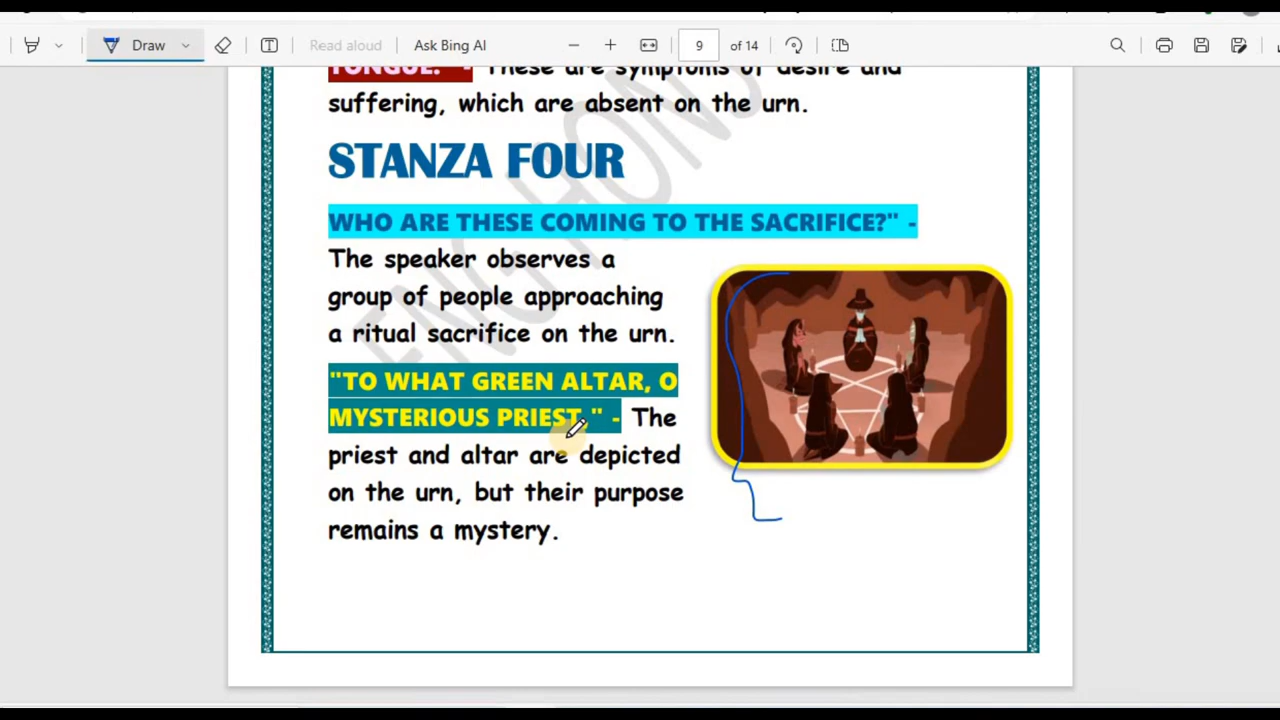 Draw
Read aloud
Ask Bing AI
9 of 14
TONGUE." - These are symptoms of desire and
suffering, which are absent on the urn.
STANZA FOUR
WHO ARE THESE COMING TO THE SACRIFICE?" -
The speaker observes a
group of people approaching
a ritual sacrifice on the urn.
"TO WHAT GREEN ALTAR, O
MYSTERIOUS PRIEST," - The
priest and altar are depicted
on the urn, but their purpose
remains a mystery.
ENG HONS